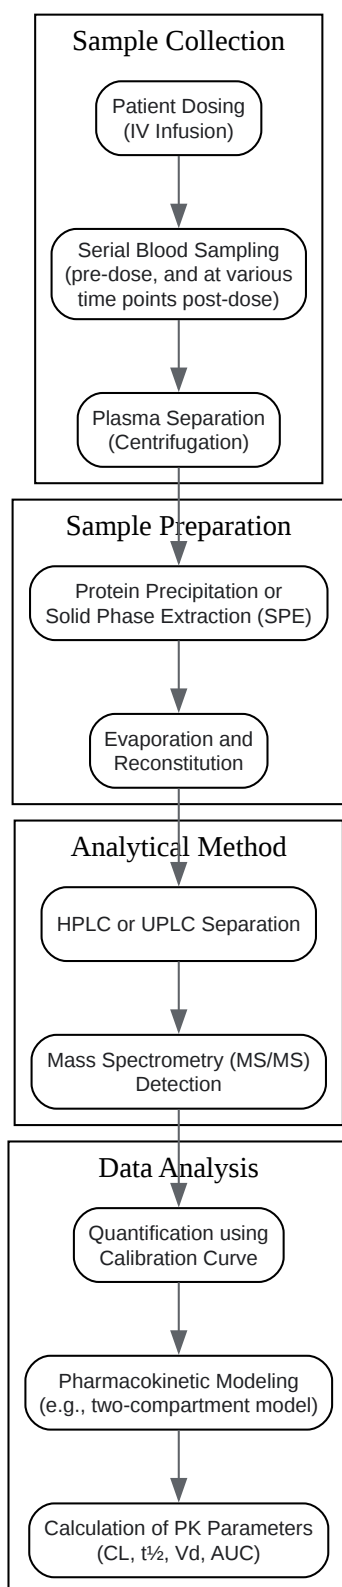 Sample Collection
Patient Dosing
(IV Infusion)
Serial Blood Sampling
(pre-dose, and at various
time points post-dose)
Plasma Separation
(Centrifugation)
Sample Preparation
Protein Precipitation or
Solid Phase Extraction (SPE)
Evaporation and
Reconstitution
Analytical Method
HPLC or UPLC Separation
Mass Spectrometry (MS/MS)
Detection
Data Analysis
Quantification using
Calibration Curve
Pharmacokinetic Modeling
(e.g., two-compartment model)
Calculation of PK Parameters
(CL, t½, Vd, AUC)